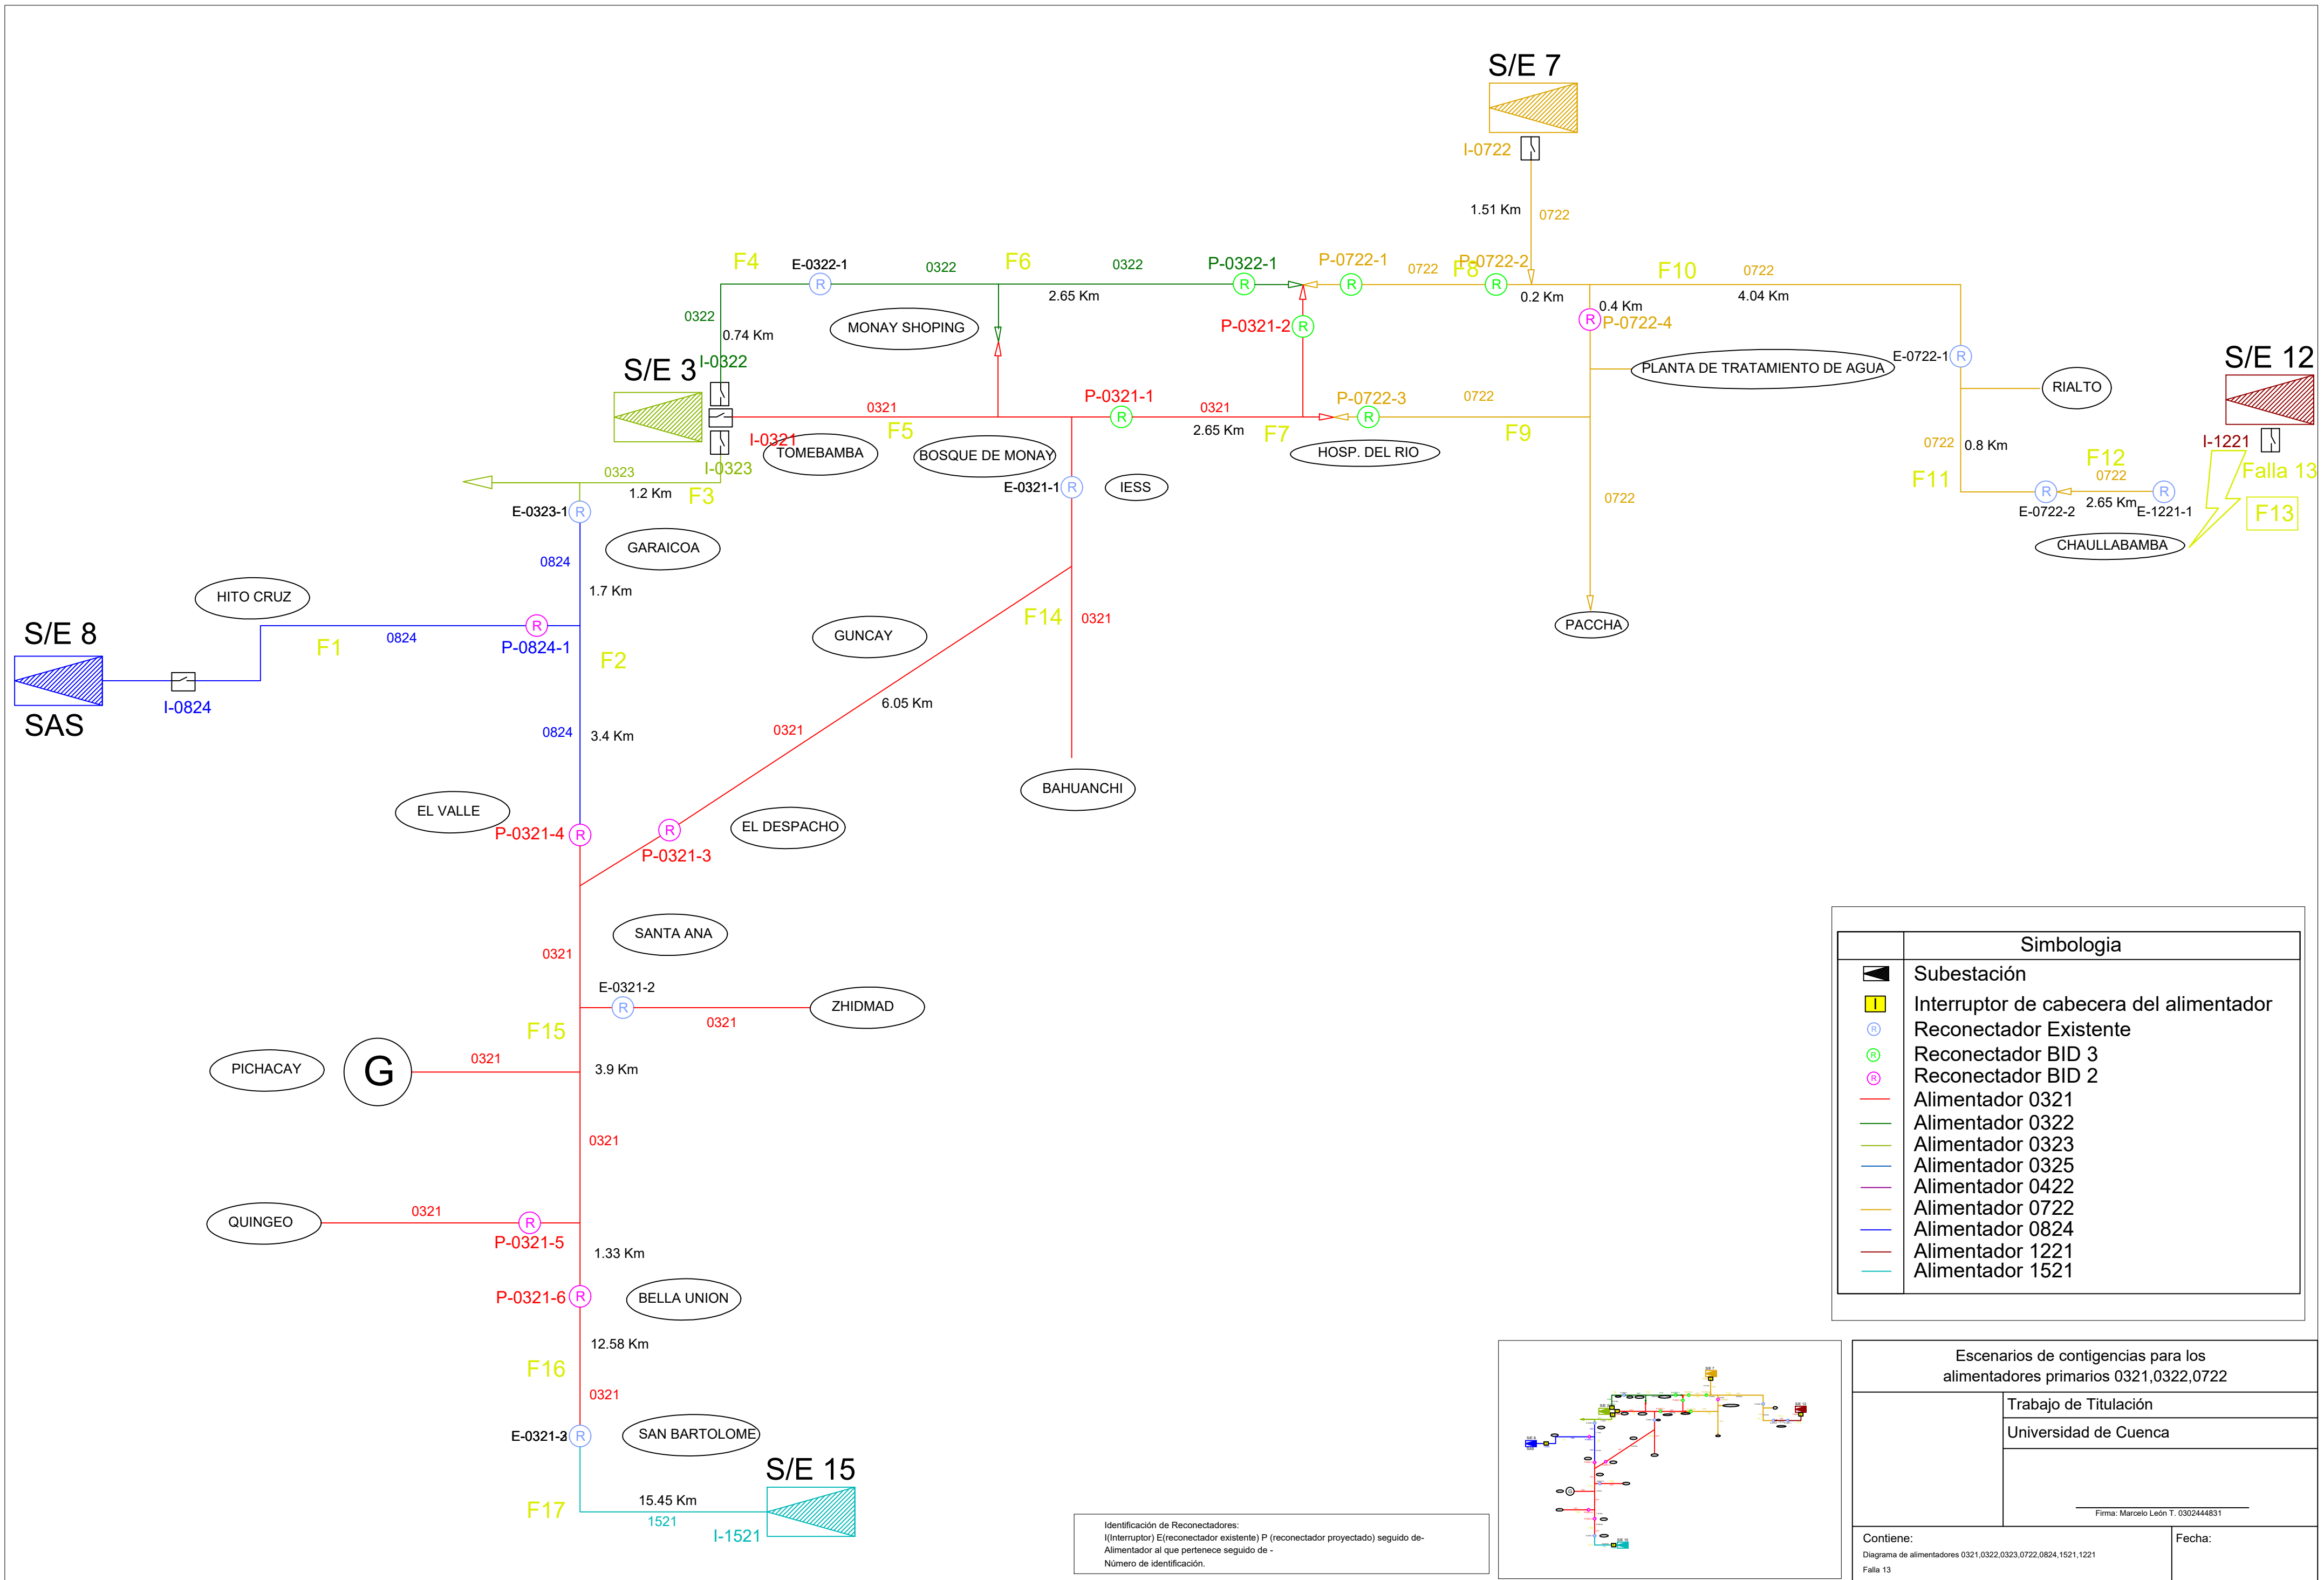 S/E 7
I-0722
1.51 Km
0722
F4
E-0322-1
0322
F6
0322
P-0322-1
P-0722-1
0722
F8
P-0722-2
F10
0722
R
R
R
R
2.65 Km
0.2 Km
4.04 Km
0.4 Km
0322
0.74 Km
MONAY SHOPING
P-0321-2
R
R
P-0722-4
I-0322
S/E 3
PLANTA DE TRATAMIENTO DE AGUA
E-0722-1
R
S/E 12
RIALTO
P-0321-1
P-0722-3
0722
0321
0321
R
R
I-0321
F5
2.65 Km
F7
F9
TOMEBAMBA
BOSQUE DE MONAY
HOSP. DEL RIO
0722
0.8 Km
I-1221
I-0323
0323
1.2 Km
F3
E-0321-1
R
IESS
0722
F11
F12
0722
Falla 13
R
R
2.65 Km
E-0722-2
E-1221-1
F13
E-0323-1
R
GARAICOA
CHAULLABAMBA
0824
1.7 Km
HITO CRUZ
S/E 8
F1
0824
R
P-0824-1
F2
GUNCAY
F14
0321
PACCHA
I-0824
SAS
0824
3.4 Km
6.05 Km
0321
BAHUANCHI
EL VALLE
P-0321-4
R
R
EL DESPACHO
P-0321-3
SANTA ANA
0321
E-0321-2
R
0321
ZHIDMAD
F15
PICHACAY
G
0321
3.9 Km
0321
QUINGEO
0321
R
P-0321-5
1.33 Km
P-0321-6
R
BELLA UNION
12.58 Km
F16
0321
R
SAN BARTOLOME
S/E 15
F17
15.45 Km
1521
I-1521
Simbologia
Subestación
I
Interruptor de cabecera del alimentador
R
Reconectador Existente
R
Reconectador BID 3
R
Reconectador BID 2
Alimentador 0321
Alimentador 0322
Alimentador 0323
Alimentador 0325
Alimentador 0422
Alimentador 0722
Alimentador 0824
Alimentador 1221
Alimentador 1521
Identificación de Reconectadores:
I(Interruptor) E(reconectador existente) P (reconectador proyectado) seguido de-
Alimentador al que pertenece seguido de -
Número de identificación.
Escenarios de contigencias para los
alimentadores primarios 0321,0322,0722
Trabajo de Titulación
Universidad de Cuenca
Firma: Marcelo León T. 0302444831
Contiene:
Fecha:
Diagrama de alimentadores 0321,0322,0323,0722,0824,1521,1221
Falla 13